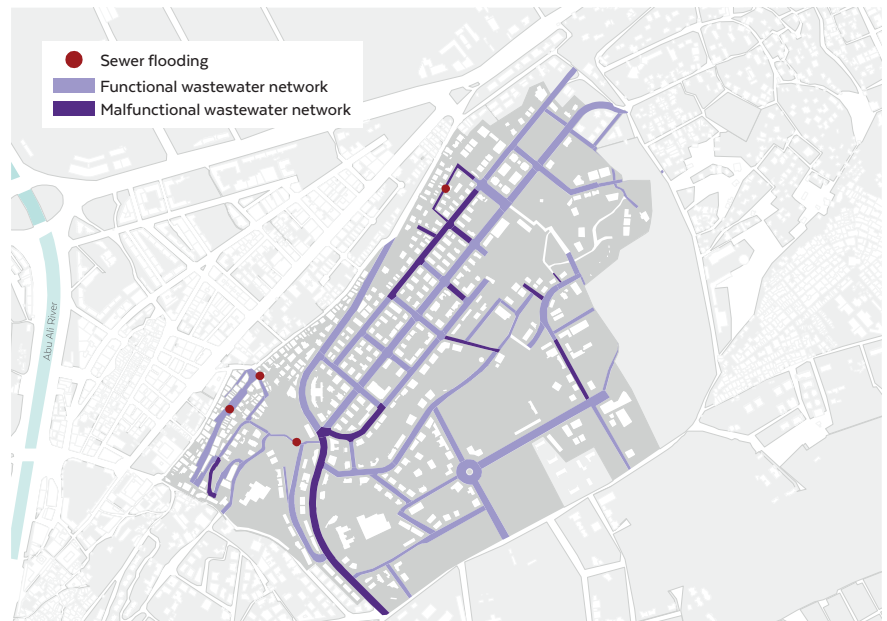 Sewer flooding
Functional wastewater network
Malfunctional wastewater network
Abu Ali River